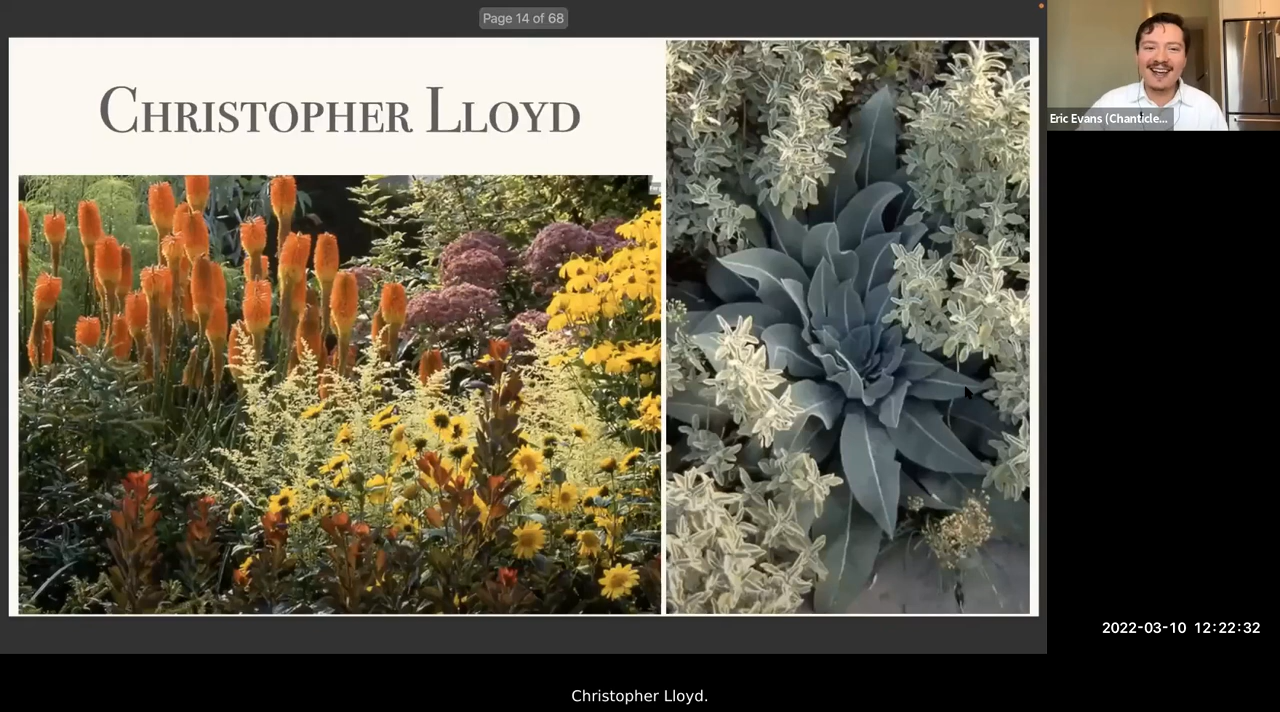 Page 14 of 68
Christopher Lloyd
Eric Evans (Chanticle...
2022-03-10 12:22:32
Christopher Lloyd.